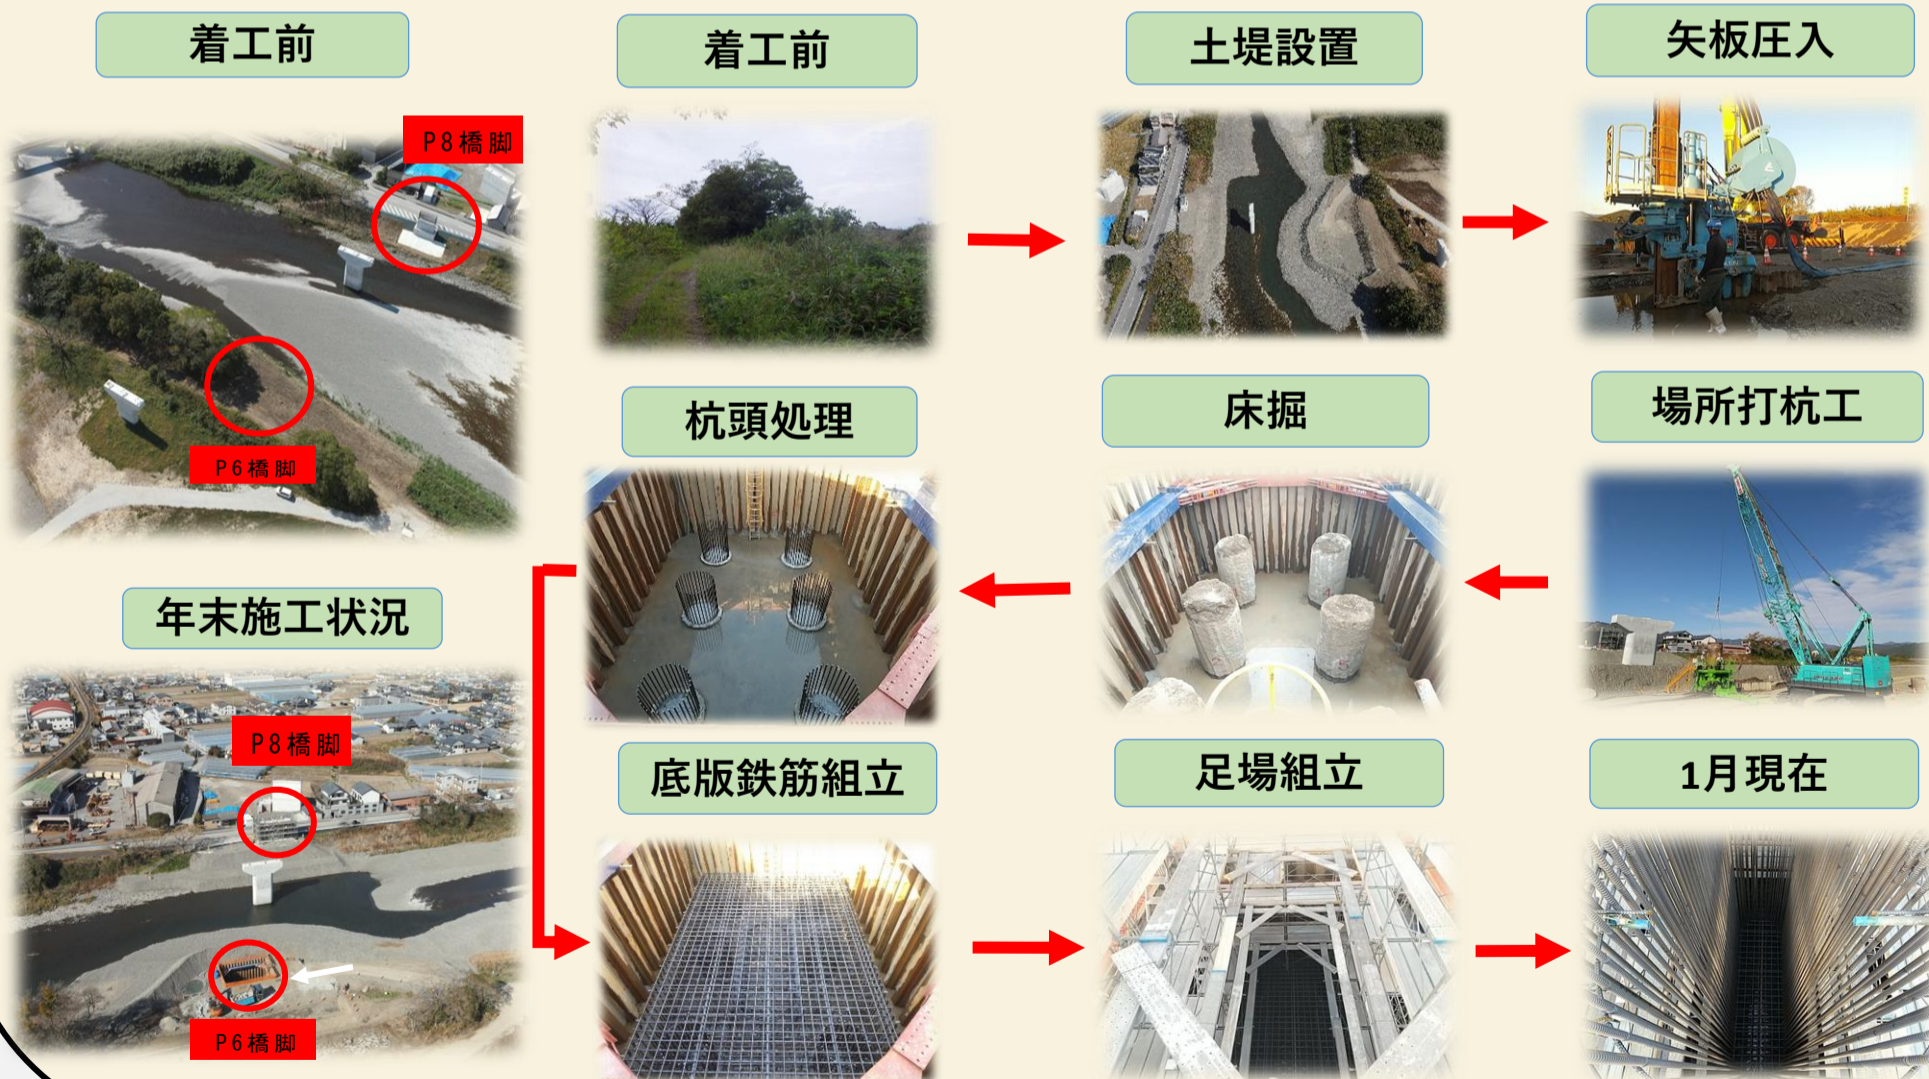 着工前
P8橋脚
P6橋脚
年末施工状況
P8橋脚
P6橋脚
着工前
土堤設置
矢板圧入
場所打杭工
床掘
杭頭処理
底版鉄筋組立
足場組立
1月現在